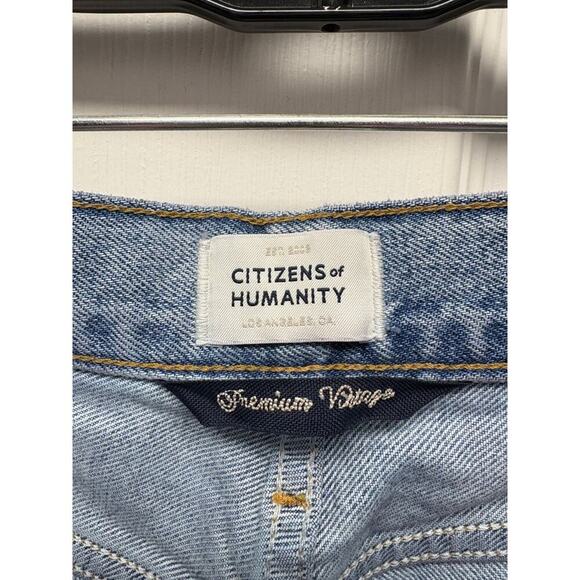 EST. 2003
CITIZENS of
HUMANITY
LOS ANGELES, CA.
Premium Vintage